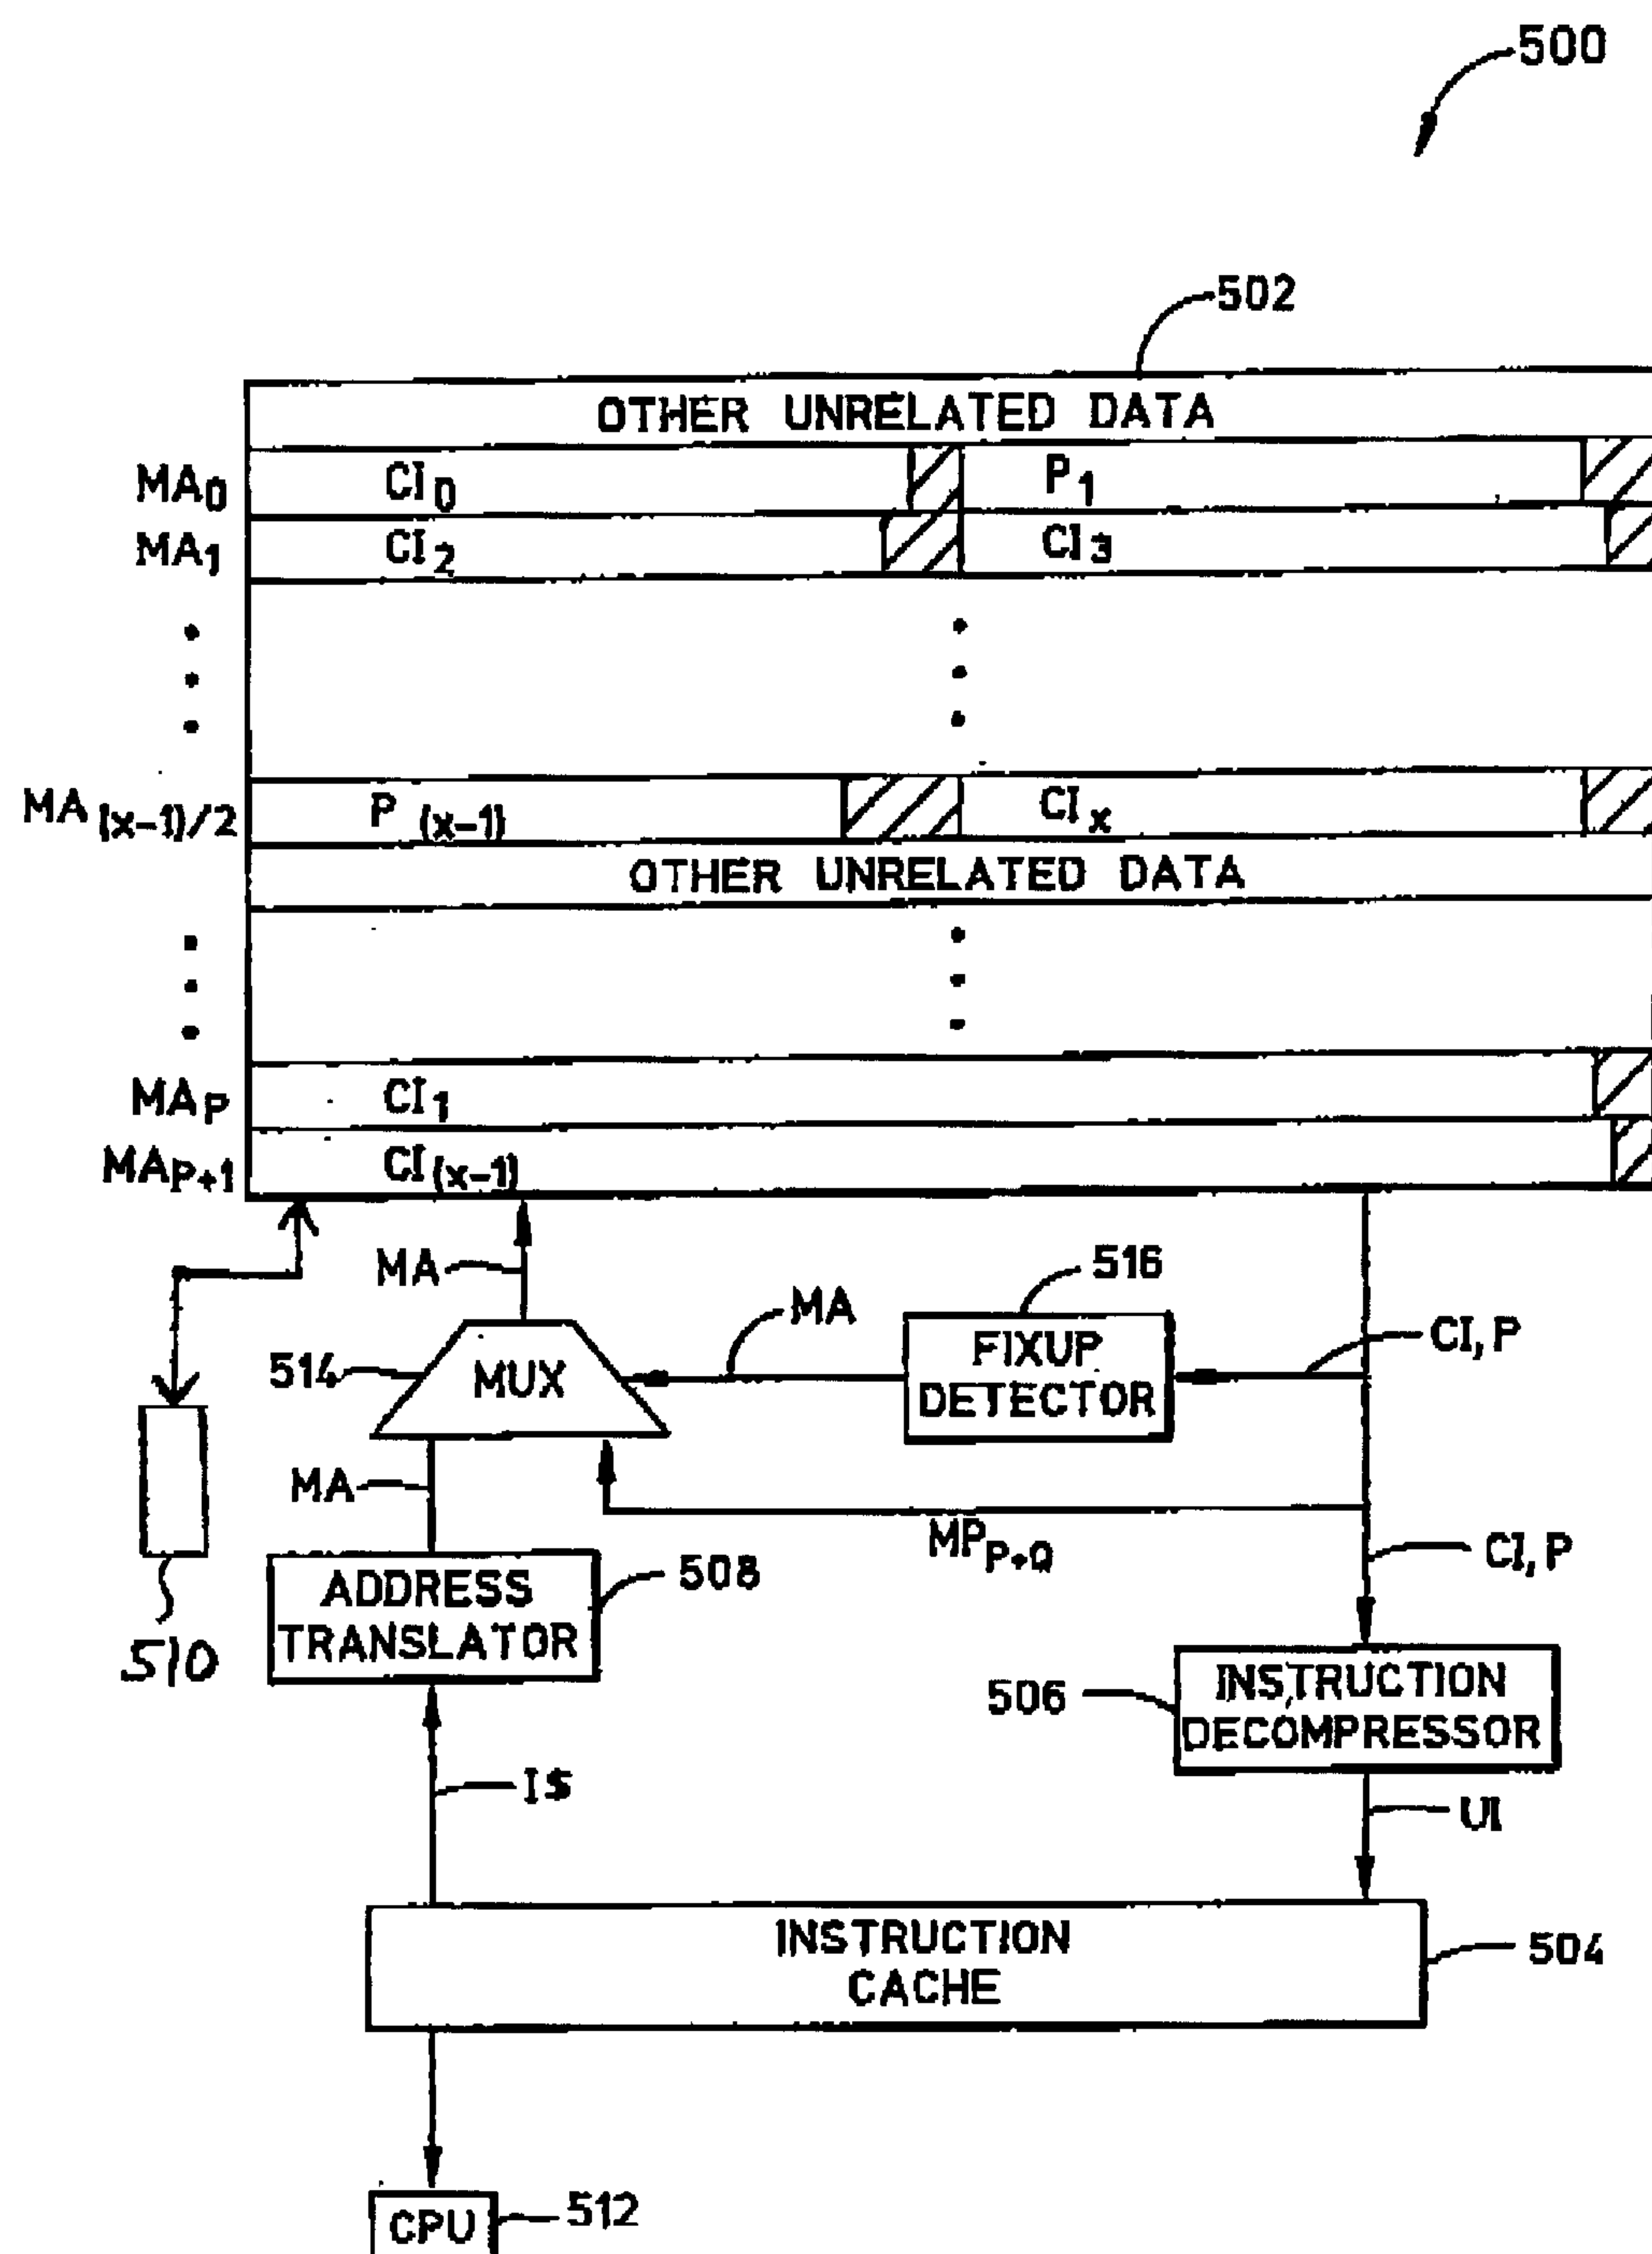 500
502
OTHER UNRELATED DATA
MA0 CI0 P1
MA1 CI2 CI3
MA(x-1)/2 P(x-1) CIx
OTHER UNRELATED DATA
MAP CI1
MAP+1 CI(x-1)
MA
MA
516
514
MUX
FIXUP
DETECTOR
CI, P
MA
MPP+Q
CI, P
510
ADDRESS
TRANSLATOR
508
506
INSTRUCTION
DECOMPRESSOR
I$
UI
INSTRUCTION
CACHE
504
CPU
512